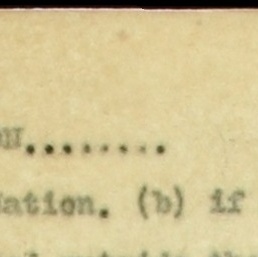 N.........
ation. (b) if